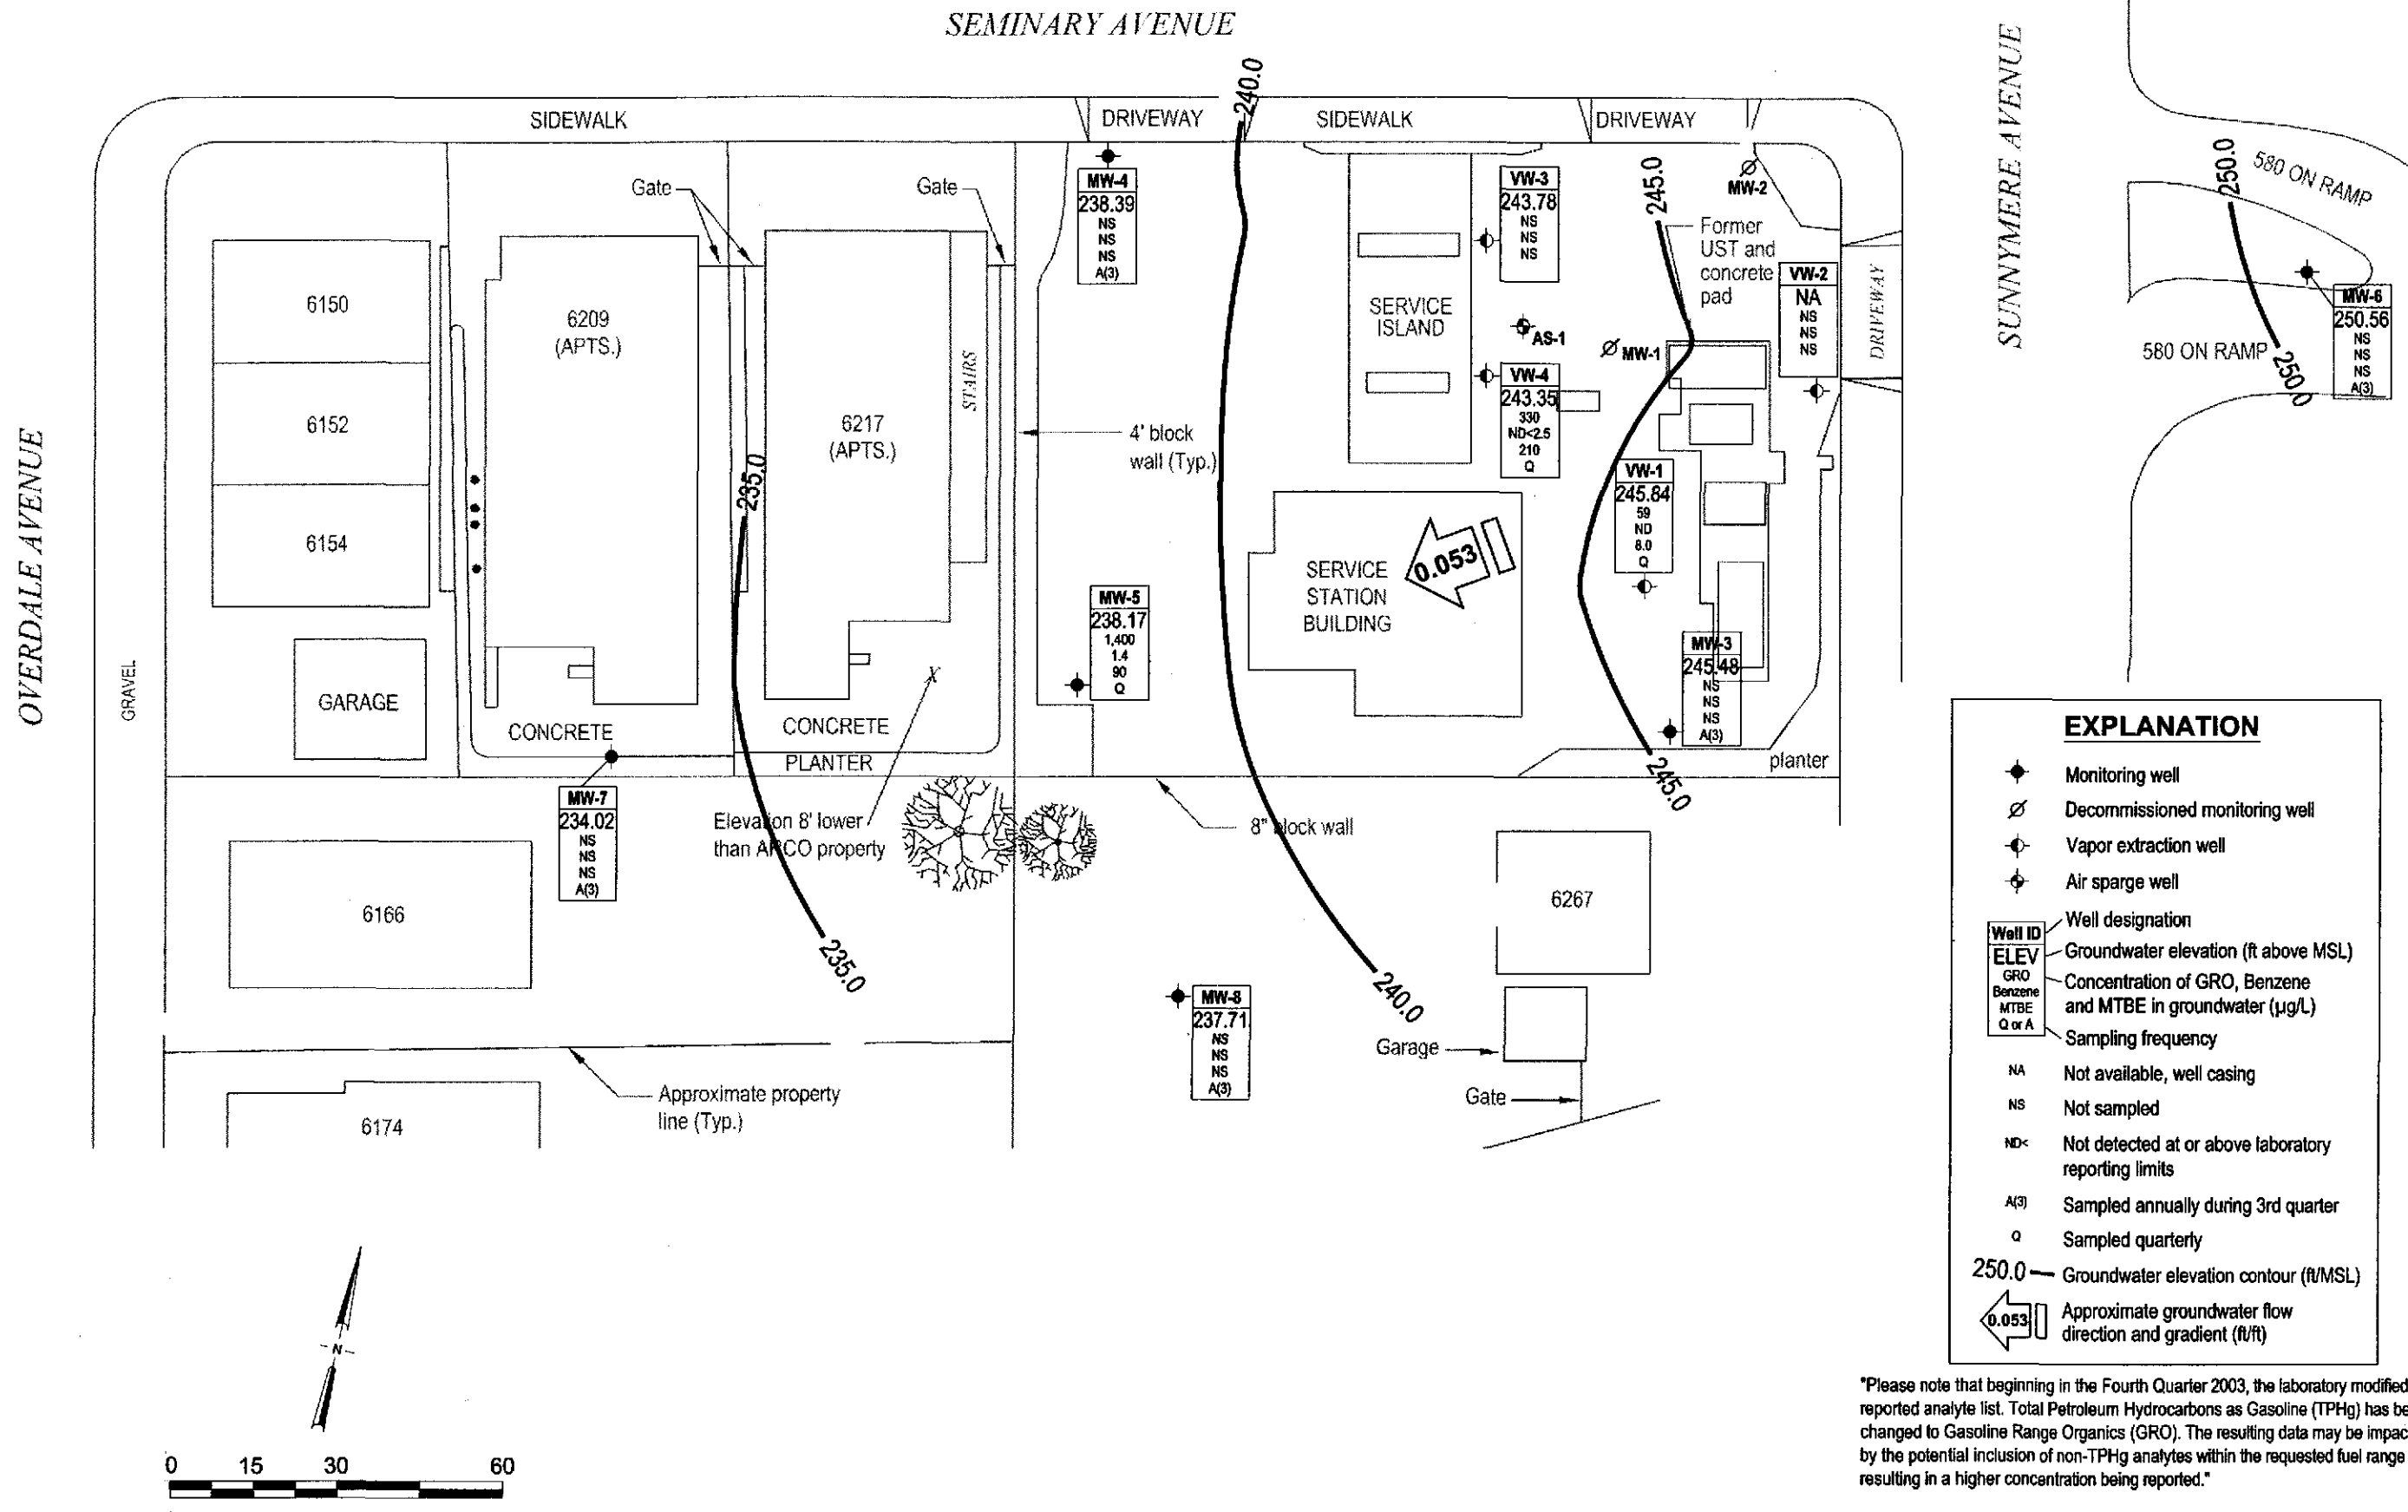 SEMINARY AVENUE
SUNNYMERE AVENUE
OVERDALE AVENUE
240.0
SIDEWALK
DRIVEWAY
SIDEWALK
DRIVEWAY
250.0
580 ON RAMP
Gate
Gate
MW-4
238.39
NS
NS
NS
A(3)
VW-3
243.78
NS
NS
NS
245.0
MW-2
Former
UST and
concrete
pad
VW-2
NA
NS
NS
NS
DRIVEWAY
MW-6
250.56
NS
NS
NS
A(3)
580 ON RAMP
250.0
6150
6209
(APTS.)
6152
6154
STAIRS
6217
(APTS.)
4' block
wall (Typ.)
SERVICE
ISLAND
AS-1
MW-1
VW-4
243.35
330
ND<2.5
210
Q
235.0
VW-1
245.84
59
ND
8.0
Q
0.053
SERVICE
STATION
BUILDING
MW-5
238.17
1,400
1.4
90
Q
MW-3
245.48
NS
NS
NS
A(3)
GRAVEL
GARAGE
CONCRETE
X
CONCRETE
PLANTER
planter
245.0
MW-7
234.02
NS
NS
NS
A(3)
Elevation 8' lower
than ARCO property
8" block wall
6166
235.0
6267
240.0
MW-8
237.71
NS
NS
NS
A(3)
Garage
Gate
Approximate property
line (Typ.)
6174
N
0 15 30 60
EXPLANATION
Monitoring well
Decommissioned monitoring well
Vapor extraction well
Air sparge well
Well ID
ELEV
GRO
Benzene
MTBE
Q or A
Well designation
Groundwater elevation (ft above MSL)
Concentration of GRO, Benzene
and MTBE in groundwater (µg/L)
Sampling frequency
NA Not available, well casing
NS Not sampled
ND< Not detected at or above laboratory
reporting limits
A(3) Sampled annually during 3rd quarter
Q Sampled quarterly
250.0 Groundwater elevation contour (ft/MSL)
0.053 Approximate groundwater flow
direction and gradient (ft/ft)
"Please note that beginning in the Fourth Quarter 2003, the laboratory modified
reported analyte list. Total Petroleum Hydrocarbons as Gasoline (TPHg) has be
changed to Gasoline Range Organics (GRO). The resulting data may be impac
by the potential inclusion of non-TPHg analytes within the requested fuel range
resulting in a higher concentration being reported."